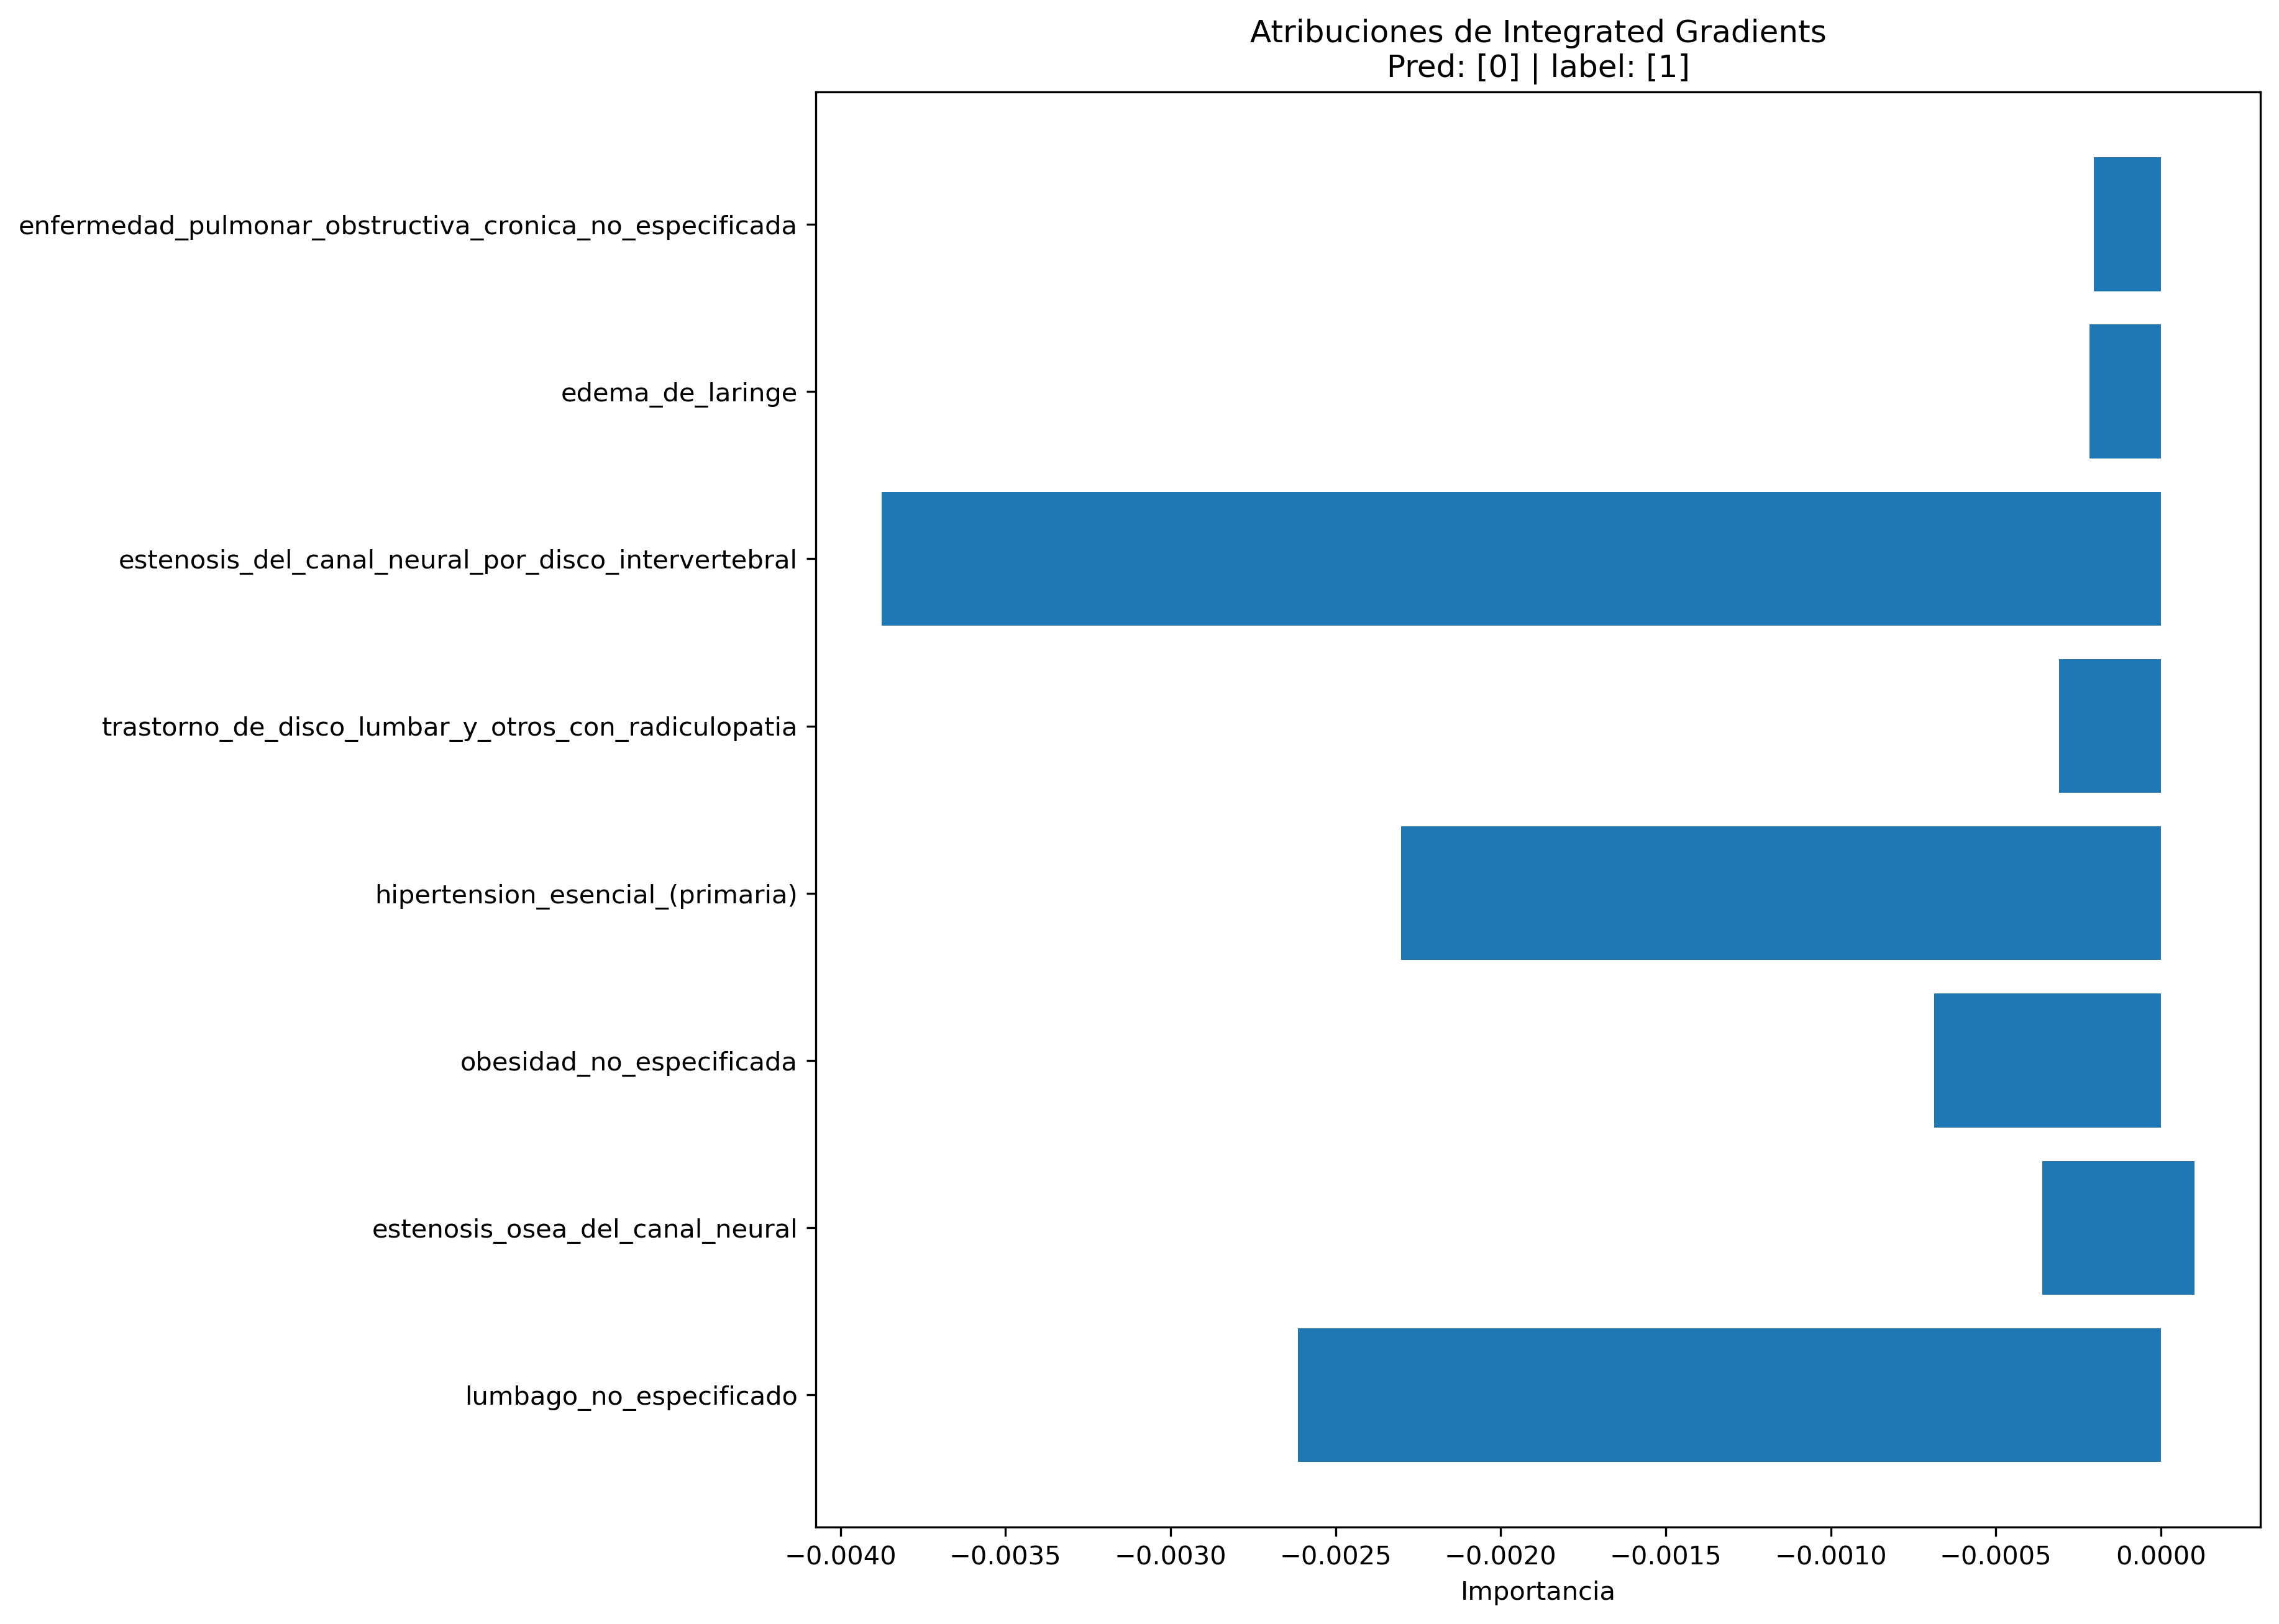 Atribuciones de Integrated Gradients
Pred: [0] | label: [1]
enfermedad_pulmonar_obstructiva_cronica_no_especificada
edema_de_laringe
estenosis_del_canal_neural_por_disco_intervertebral
trastorno_de_disco_lumbar_y_otros_con_radiculopatia
hipertension_esencial_(primaria)
obesidad_no_especificada
estenosis_osea_del_canal_neural
lumbago_no_especificado
−0.0040 −0.0035 −0.0030 −0.0025 −0.0020 −0.0015 −0.0010 −0.0005 0.0000
Importancia